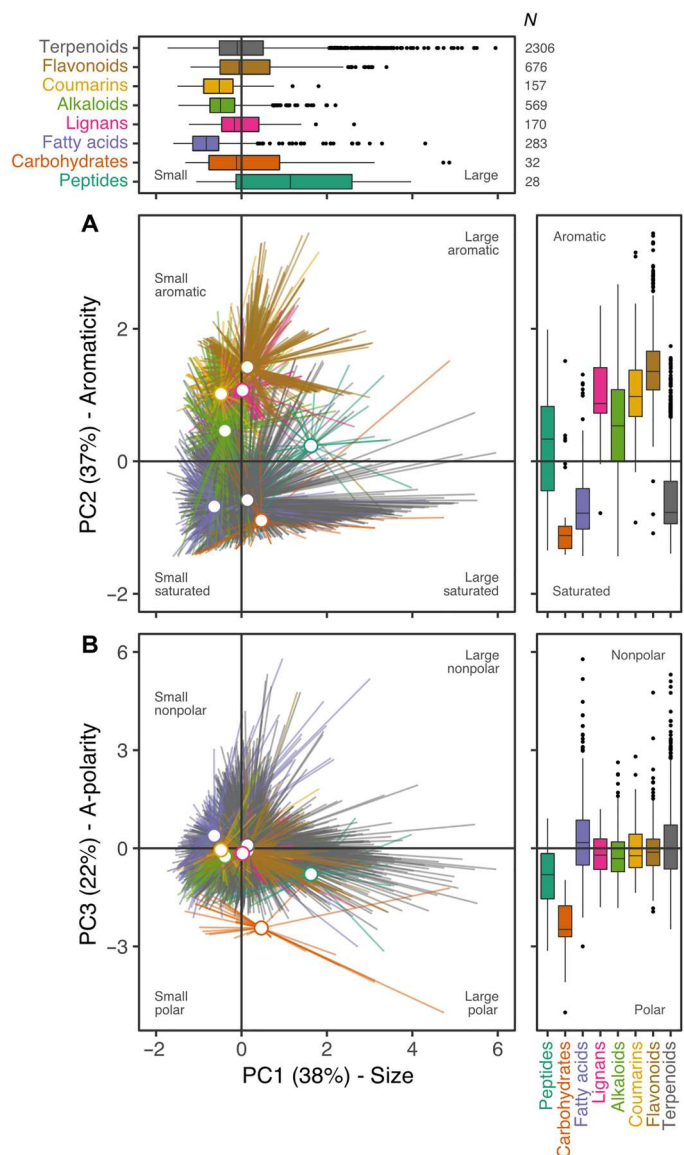 N
Terpenoids 2306
Flavonoids 676
Coumarins 157
Alkaloids 569
Lignans 170
Fatty acids 283
Carbohydrates 32
Peptides Small Large 28
A
Large
aromatic
Small
aromatic
Aromatic
2
0
−2
PC2 (37%) - Aromaticity
Small
saturated
Large
saturated
Saturated
B
Large
nonpolar
Small
nonpolar
Nonpolar
6
3
0
−3
PC3 (22%) - A-polarity
Small
polar
Large
polar
Polar
−2 0 2 4 6
PC1 (38%) - Size
Peptides
Carbohydrates
Fatty acids
Lignans
Alkaloids
Coumarins
Flavonoids
Terpenoids